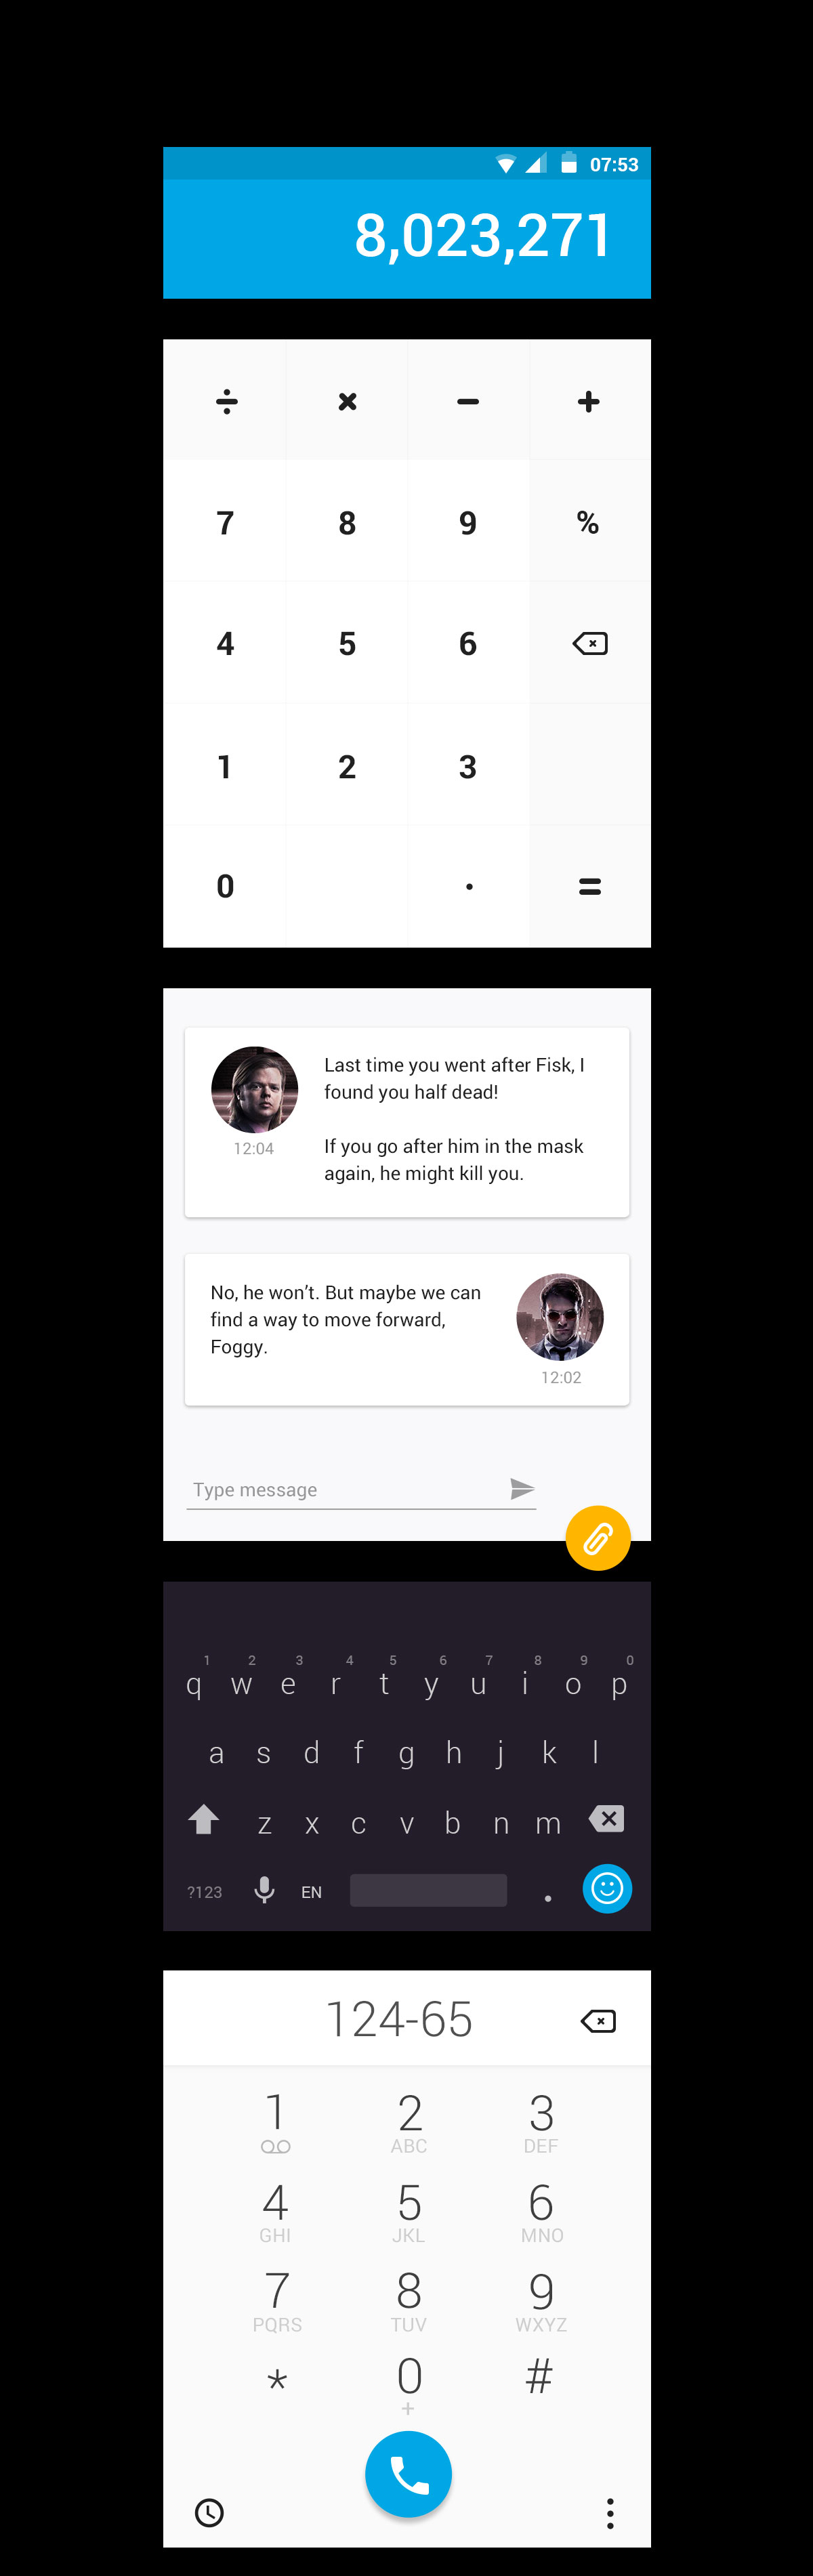 07:53
8,023,271
÷ × − +
7 8 9 %
4 5 6
1 2 3
0 . =
Last time you went after Fisk, I
found you half dead!
12:04
If you go after him in the mask
again, he might kill you.
No, he won’t. But maybe we can
find a way to move forward,
Foggy.
12:02
Type message
1 2 3 4 5 6 7 8 9 0
q w e r t y u i o p
a s d f g h j k l
z x c v b n m
?123 EN .
124-65
1 2 3
ABC DEF
4 5 6
GHI JKL MNO
7 8 9
PQRS TUV WXYZ
* 0 #
+